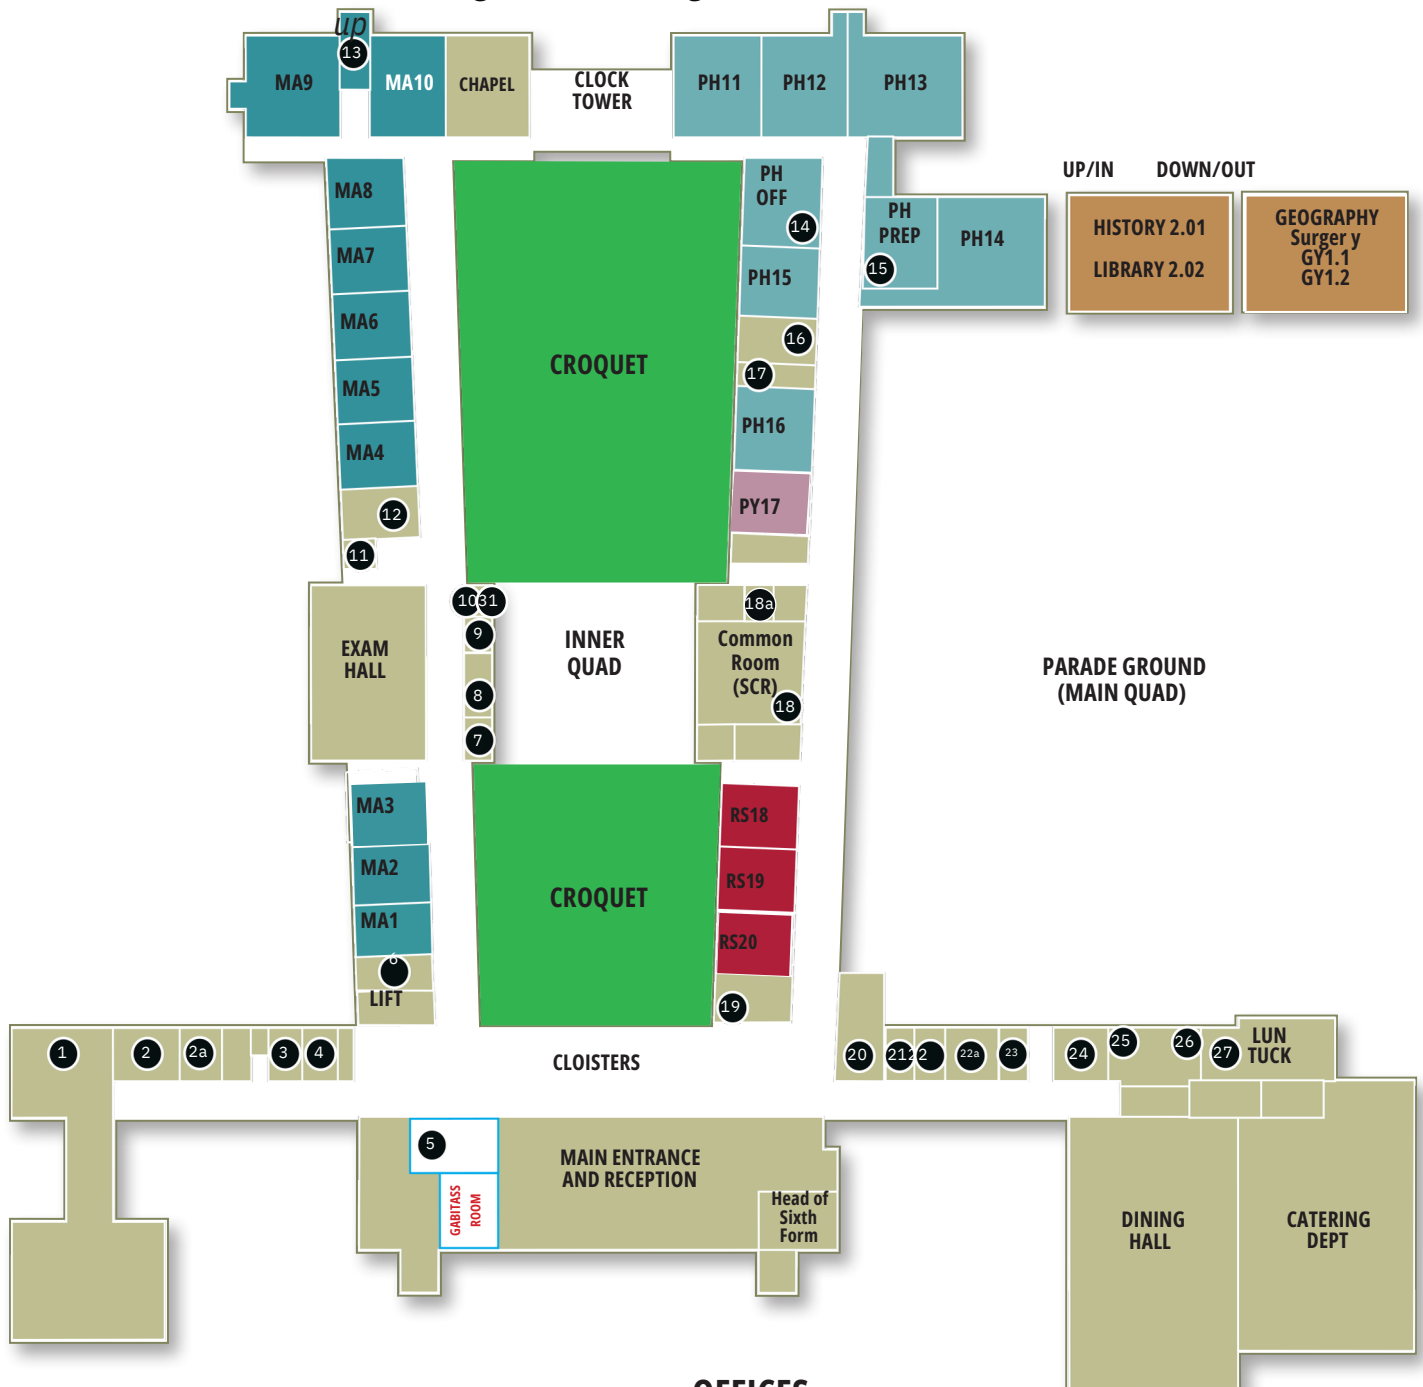 up
13
MA9
MA10
CHAPEL
CLOCK
TOWER
PH11
PH12
PH13
UP/IN
DOWN/OUT
MA8
PH
OFF
14
PH
PREP
15
PH14
HISTORY 2.01
LIBRARY 2.02
GEOGRAPHY
Surger y
GY1.1
GY1.2
MA7
PH15
MA6
16
CROQUET
17
MA5
PH16
MA4
PY17
12
11
10
31
18a
9
EXAM
HALL
INNER
QUAD
Common
Room
(SCR)
18
PARADE GROUND
(MAIN QUAD)
8
7
MA3
RS18
MA2
RS19
CROQUET
MA1
RS20
6
LIFT
19
1
2
2a
3
4
CLOISTERS
20
21
22
22a
23
24
25
26
27
LUN
TUCK
5
GABITASS
ROOM
MAIN ENTRANCE
AND RECEPTION
Head of
Sixth
Form
DINING
HALL
CATERING
DEPT